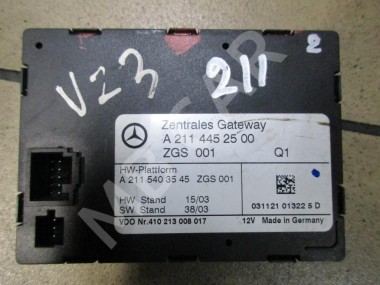 VZ3
211
2
Zentrales Gateway
A 211 445 25 00
ZGS 001
Q1
HW-Plattform
A 211 540 35 45 ZGS 001
HW Stand 15/03
SW Stand 38/03
VDO Nr.410 213 008 017
12V Made in Germany
031121 01322 5 D